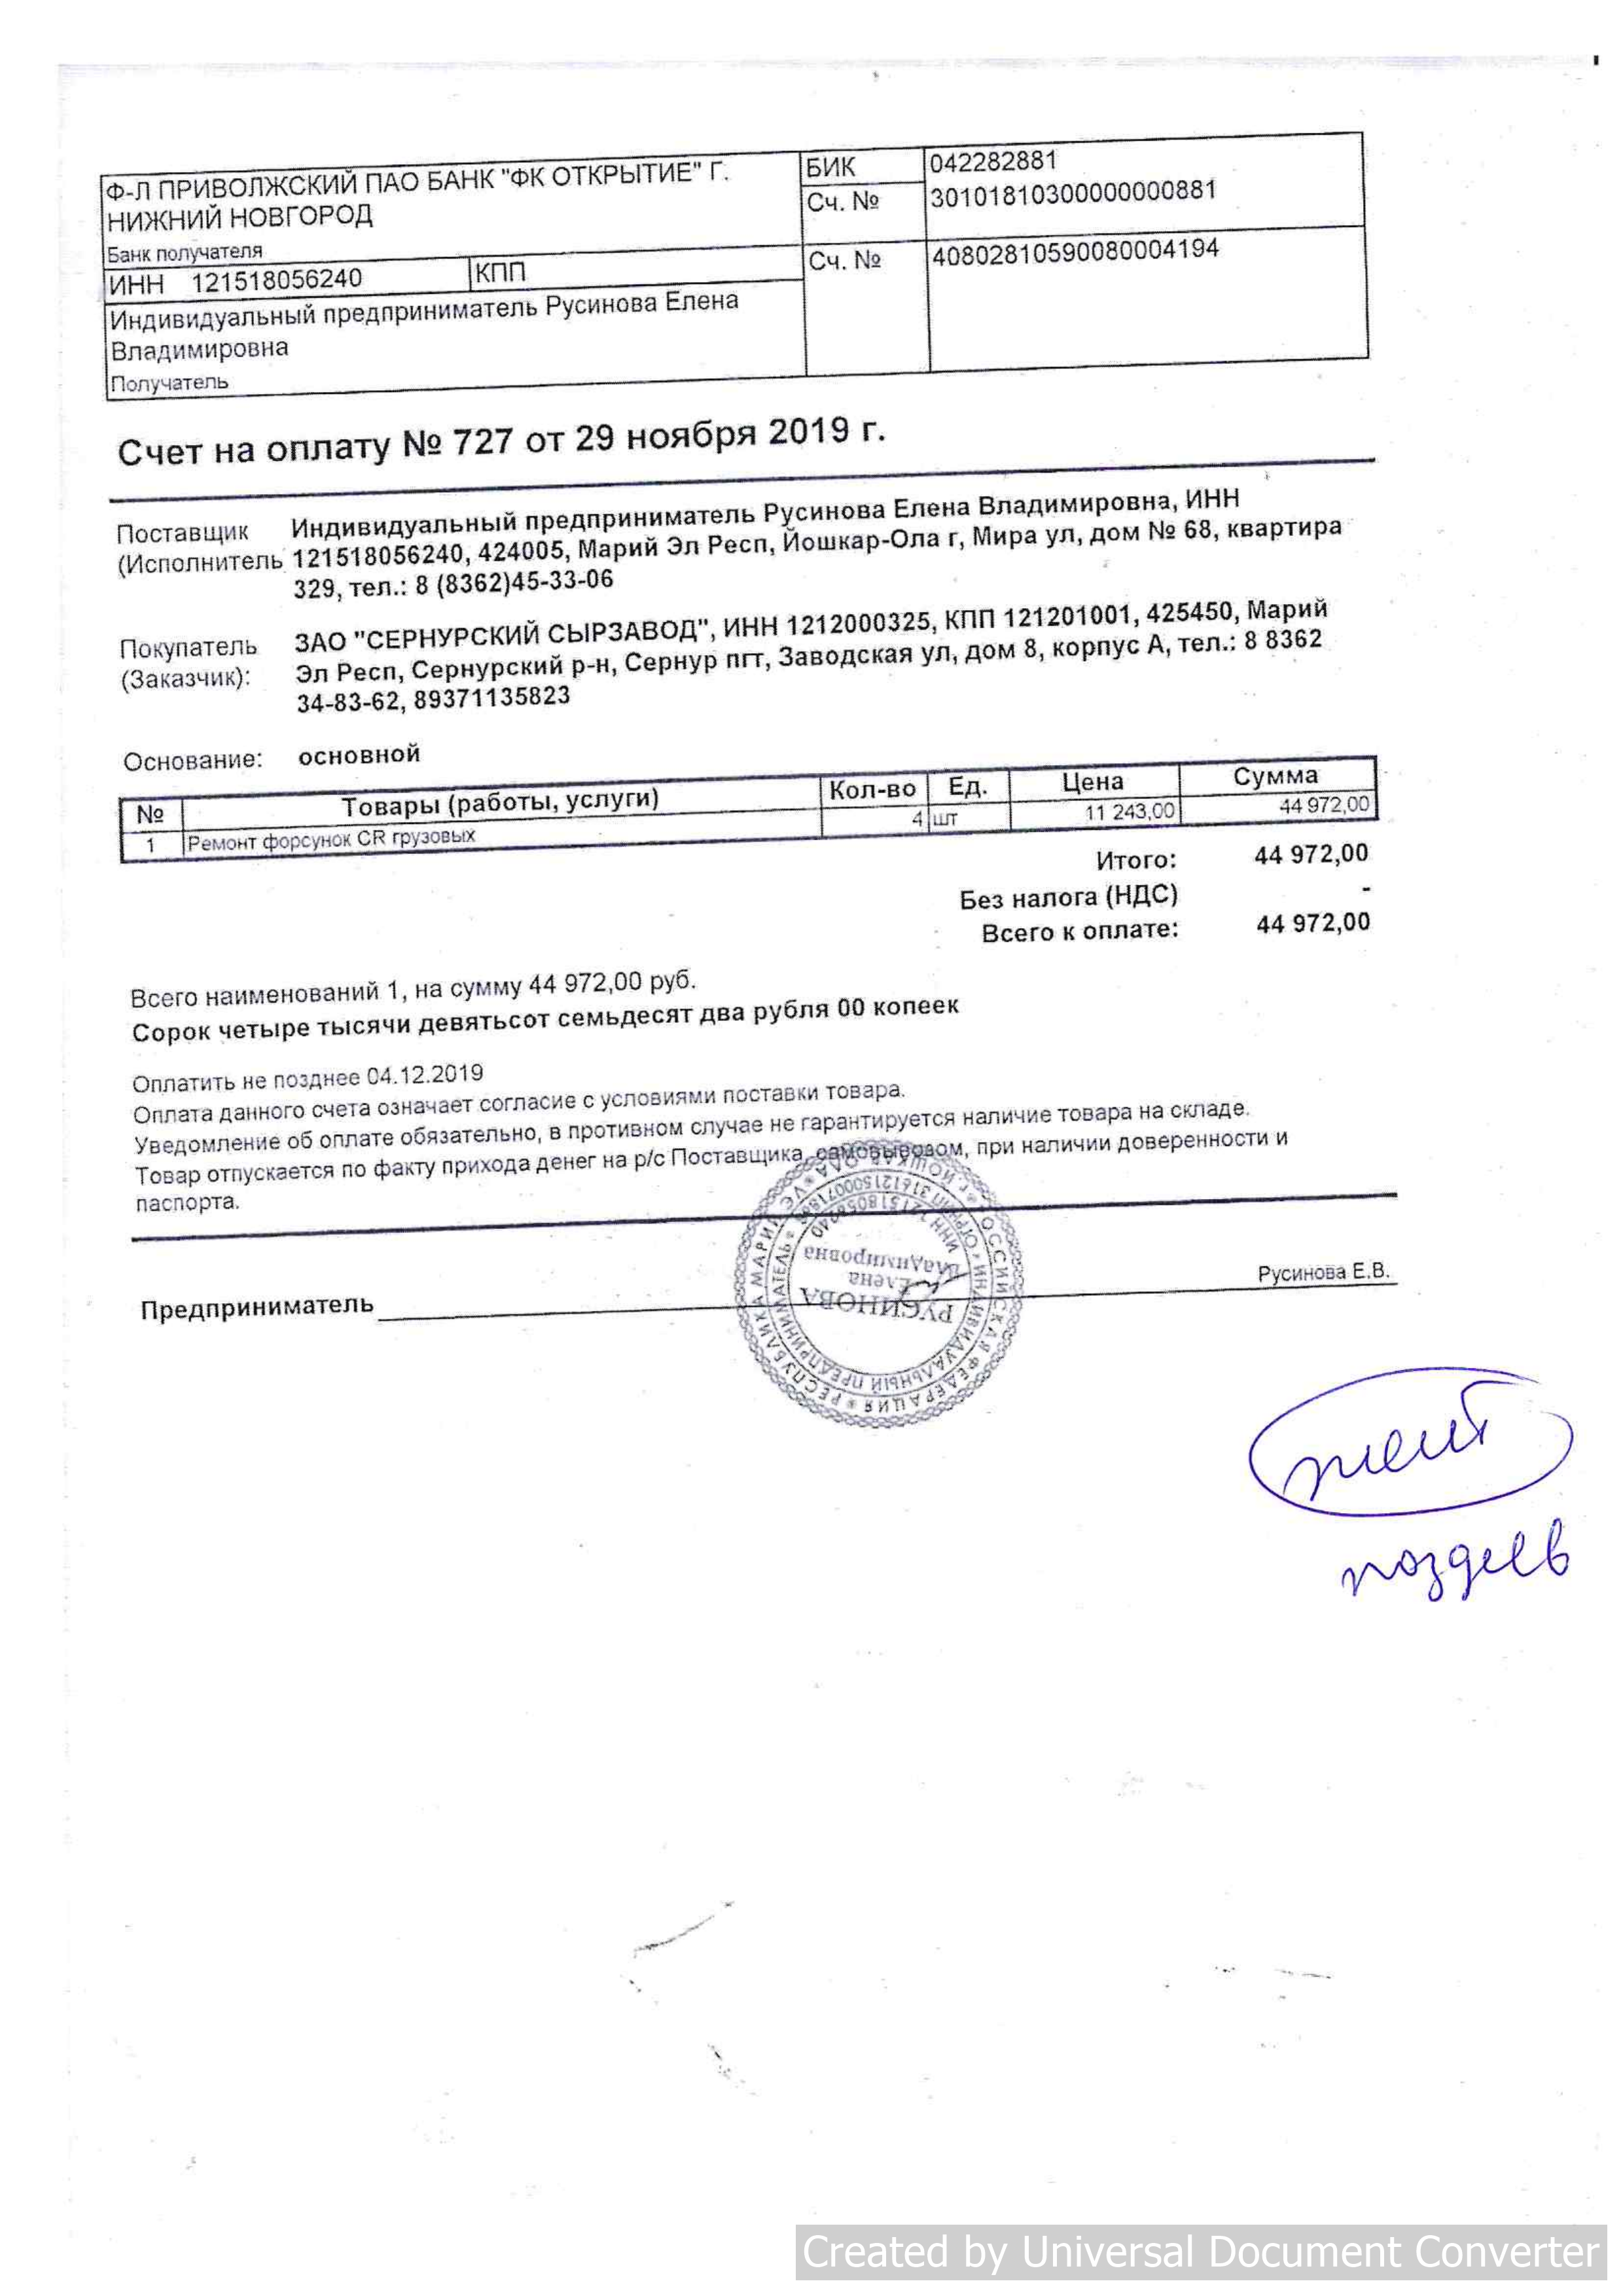 Ф-Л ПРИВОЛЖСКИЙ ПАО БАНК "ФК ОТКРЫТИЕ" Г.
НИЖНИЙ НОВГОРОД
Банк получателя
БИК 042282881
Сч. № 30101810300000000881
ИНН 121518056240 КПП
Сч. № 40802810590080004194
Индивидуальный предприниматель Русинова Елена
Владимировна
Получатель
Счет на оплату № 727 от 29 ноября 2019 г.
Поставщик Индивидуальный предприниматель Русинова Елена Владимировна, ИНН
(Исполнитель 121518056240, 424005, Марий Эл Респ, Йошкар-Ола г, Мира ул, дом № 68, квартира
329, тел.: 8 (8362)45-33-06
Покупатель ЗАО "СЕРНУРСКИЙ СЫРЗАВОД", ИНН 1212000325, КПП 121201001, 425450, Марий
(Заказчик): Эл Респ, Сернурский р-н, Сернур пгт, Заводская ул, дом 8, корпус А, тел.: 8 8362
34-83-62, 89371135823
Основание: основной
№ Товары (работы, услуги) Кол-во Ед. Цена Сумма
1 Ремонт форсунок CR грузовых 4 шт 11 243,00 44 972,00
Итого: 44 972,00
Без налога (НДС) -
Всего к оплате: 44 972,00
Всего наименований 1, на сумму 44 972,00 руб.
Сорок четыре тысячи девятьсот семьдесят два рубля 00 копеек
Оплатить не позднее 04.12.2019
Оплата данного счета означает согласие с условиями поставки товара.
Уведомление об оплате обязательно, в противном случае не гарантируется наличие товара на складе.
Товар отпускается по факту прихода денег на р/с Поставщика, самовывозом, при наличии доверенности и
паспорта.
Предприниматель Русинова Е.В.
РОССИЙСКАЯ ФЕДЕРАЦИЯ * РЕСПУБЛИКА МАРИЙ
ИНДИВИДУАЛЬНЫЙ ПРЕДПРИНИМАТЕЛЬ
ИНН 121518056240
РУСИНОВА
Елена
Владимировна
поздеев
Created by Universal Document Converter